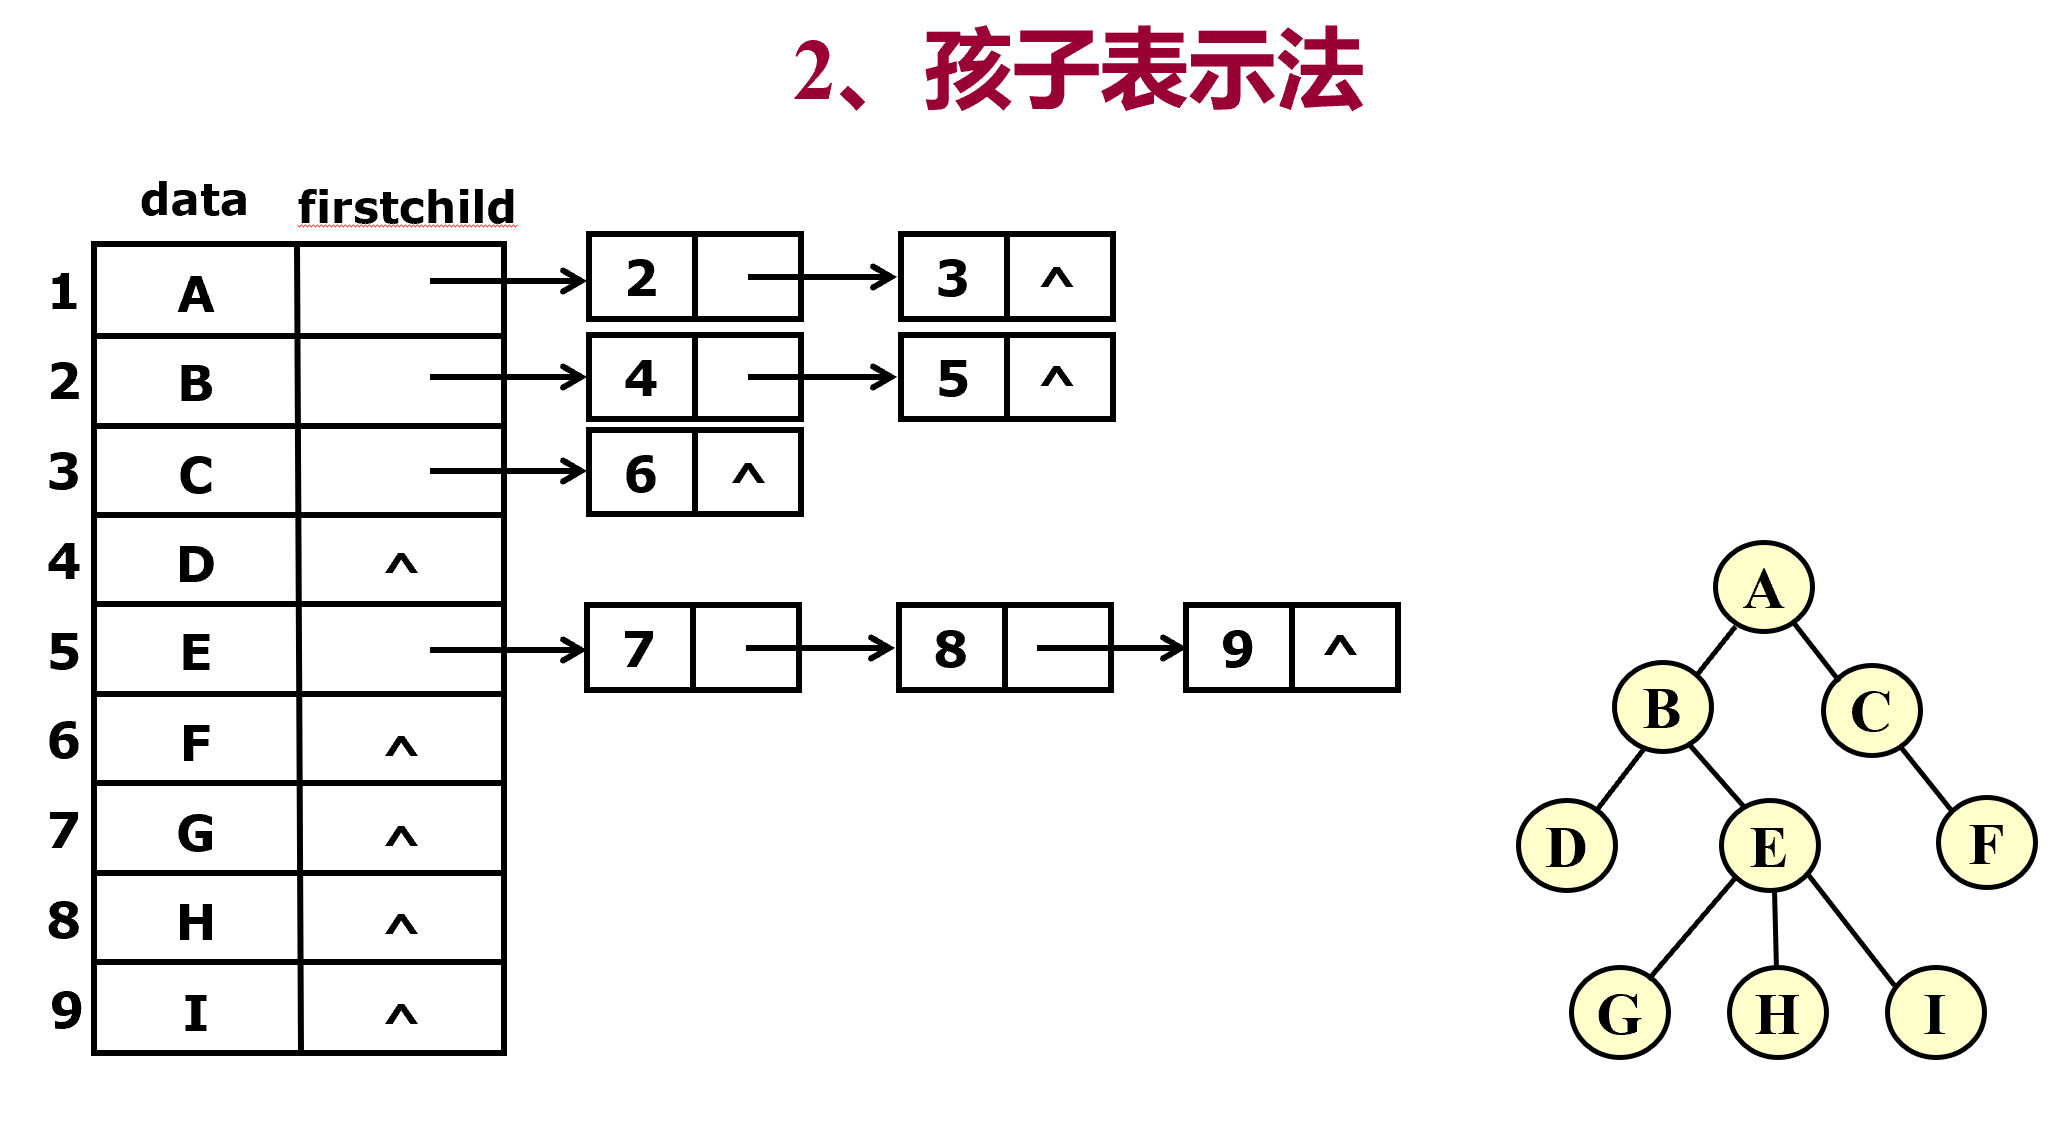 2、孩子表示法
data firstchild
1 A 2 3 ^
2 B 4 5 ^
3 C 6 ^
4 D ^
5 E 7 8 9 ^
6 F ^
7 G ^
8 H ^
9 I ^
A
B C
D E F
G H I